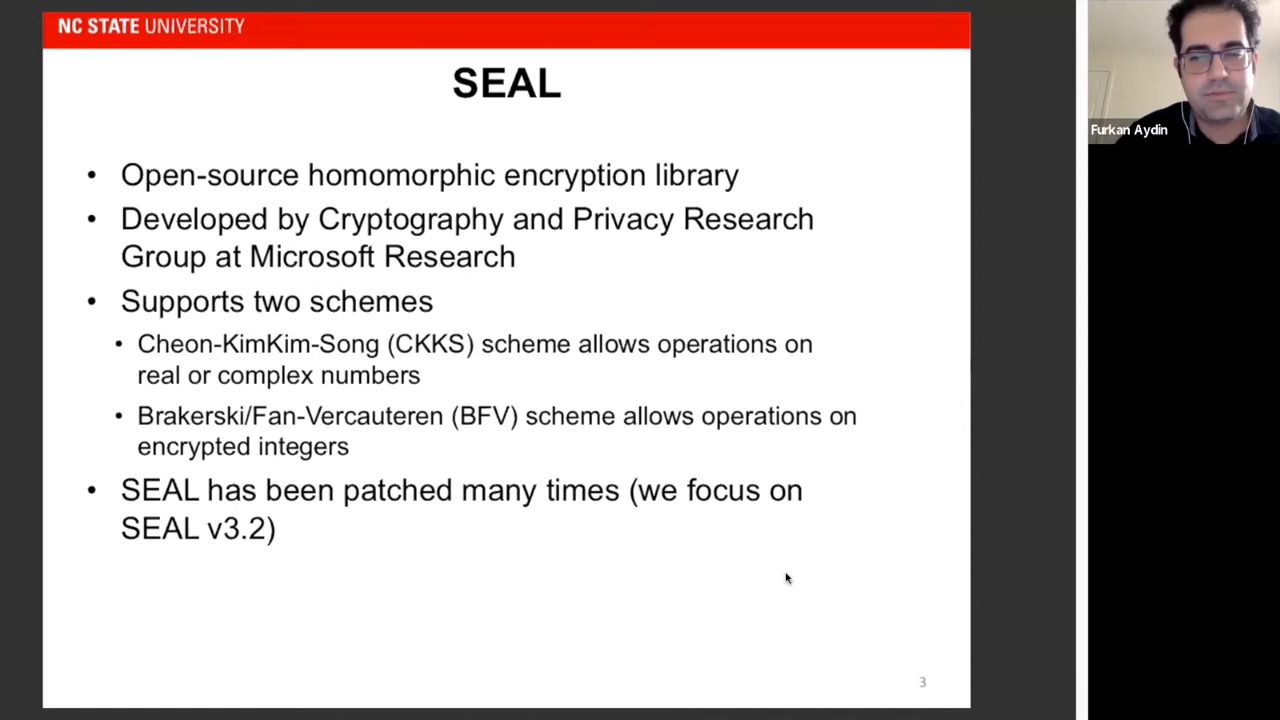 NC STATE UNIVERSITY
SEAL
• Open-source homomorphic encryption library
• Developed by Cryptography and Privacy Research
Group at Microsoft Research
• Supports two schemes
• Cheon-KimKim-Song (CKKS) scheme allows operations on
real or complex numbers
• Brakerski/Fan-Vercauteren (BFV) scheme allows operations on
encrypted integers
• SEAL has been patched many times (we focus on
SEAL v3.2)
3
Furkan Aydin